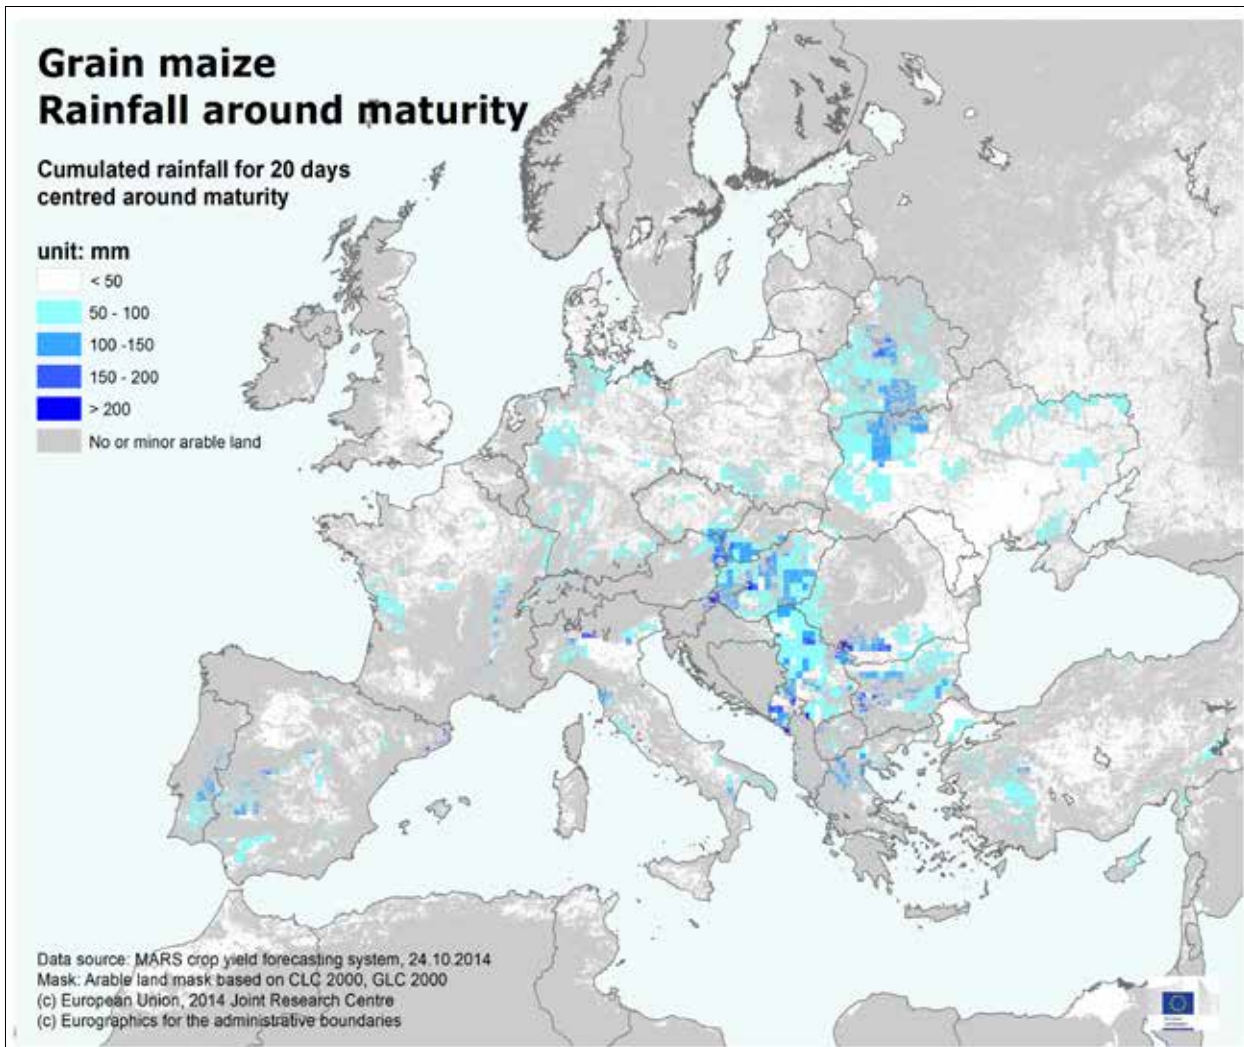 Grain maize
Rainfall around maturity
Cumulated rainfall for 20 days
centred around maturity
unit: mm
< 50
50 - 100
100 -150
150 - 200
> 200
No or minor arable land
Data source: MARS crop yield forecasting system, 24.10.2014
Mask: Arable land mask based on CLC 2000, GLC 2000
(c) European Union, 2014 Joint Research Centre
(c) Eurographics for the administrative boundaries